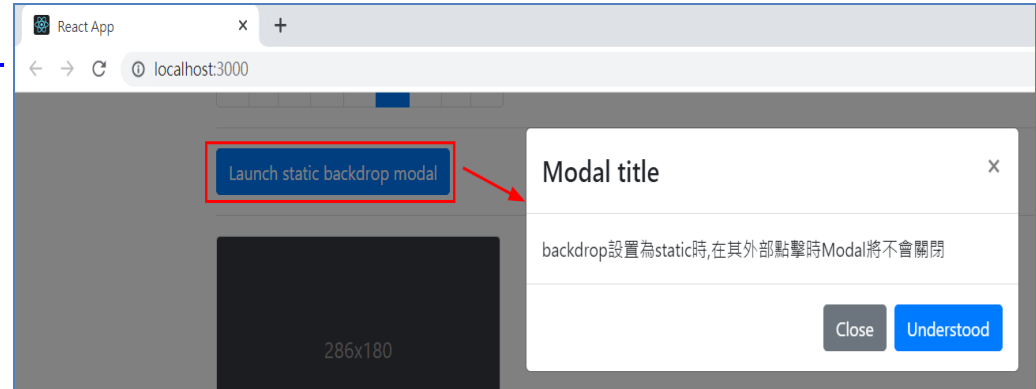 React App
localhost:3000
Launch static backdrop modal
Modal title
backdrop設置為static時,在其外部點擊時Modal將不會關閉
Close Understood
286x180